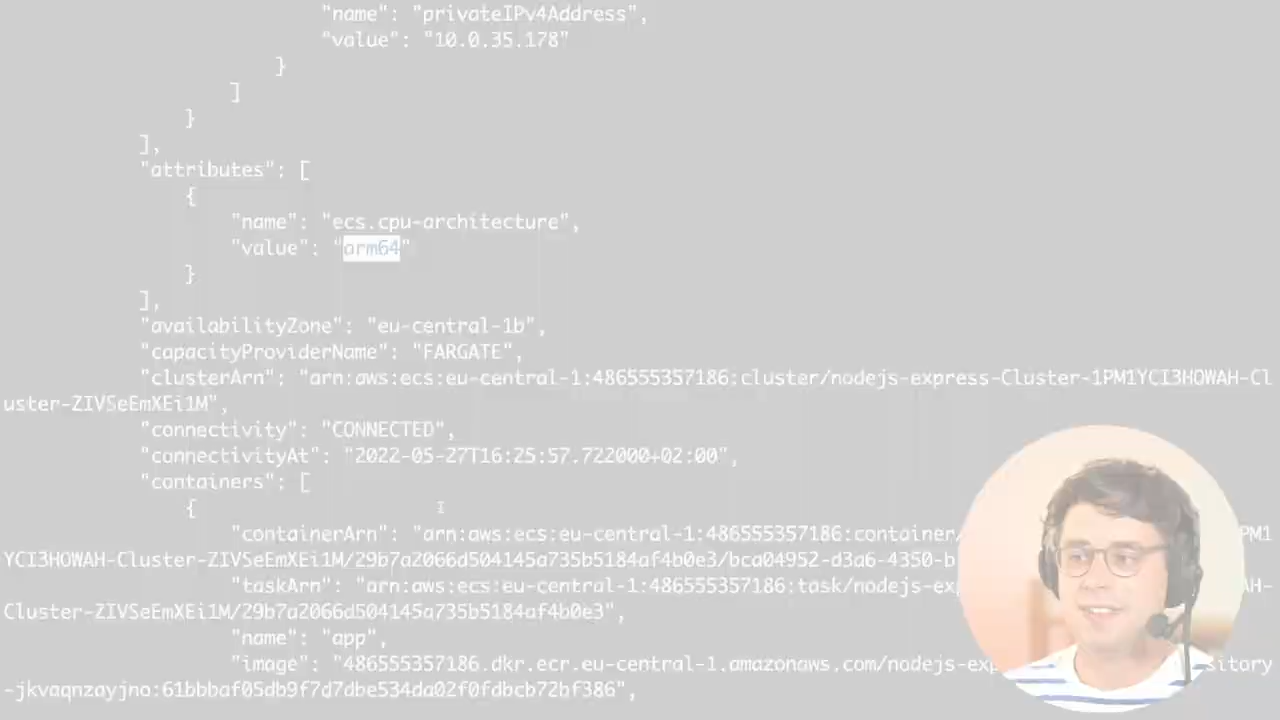 "name": "privateIPv4Address",
"value": "10.0.35.178"
}
]
}
],
"attributes": [
{
"name": "ecs.cpu-architecture",
"value": "arm64"
}
],
"availabilityZone": "eu-central-1b",
"capacityProviderName": "FARGATE",
"clusterArn": "arn:aws:ecs:eu-central-1:486555357186:cluster/nodejs-express-Cluster-1PM1YCI3HOWAH-Cl
uster-ZIVSeEmXEi1M",
"connectivity": "CONNECTED",
"connectivityAt": "2022-05-27T16:25:57.722000+02:00",
"containers": [
{
"containerArn": "arn:aws:ecs:eu-central-1:486555357186:container/ PM1
YCI3HOWAH-Cluster-ZIVSeEmXEi1M/29b7a2066d504145a735b5184af4b0e3/bca04952-d3a6-4350-b
"taskArn": "arn:aws:ecs:eu-central-1:486555357186:task/nodejs-exp WAH-
Cluster-ZIVSeEmXEi1M/29b7a2066d504145a735b5184af4b0e3",
"name": "app",
"image": "486555357186.dkr.ecr.eu-central-1.amazonaws.com/nodejs-exp sitory
-jkvaqnzayjno:61bbbaf05db9f7d7dbe534da02f0fdbcb72bf386",